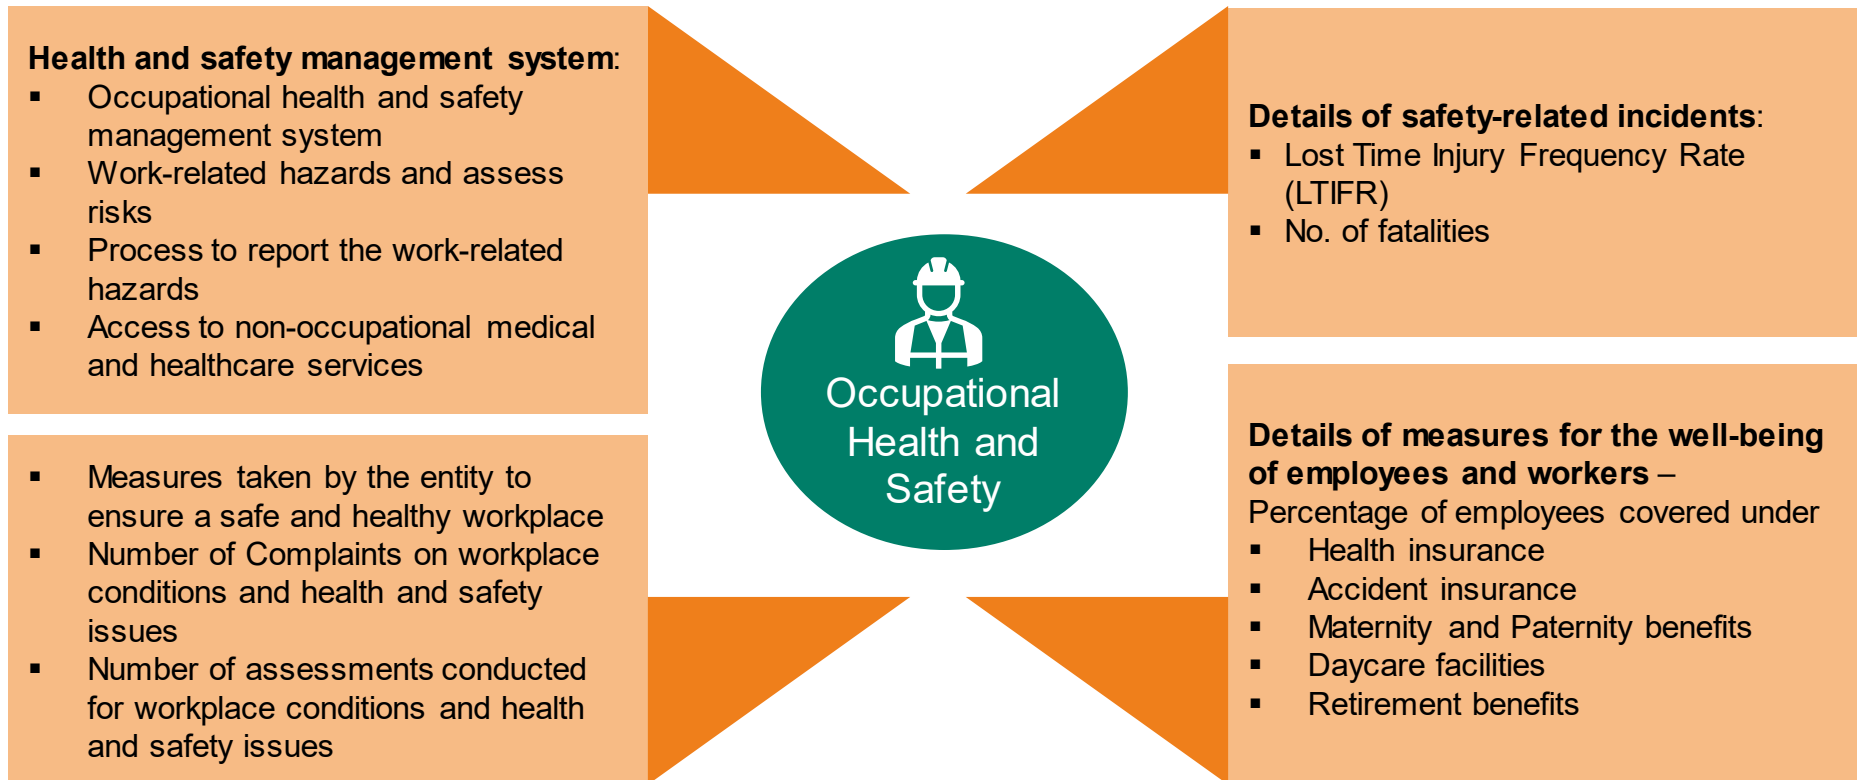 Health and safety management system:
▪ Occupational health and safety
management system
▪ Work-related hazards and assess
risks
▪ Process to report the work-related
hazards
▪ Access to non-occupational medical
and healthcare services
▪ Measures taken by the entity to
ensure a safe and healthy workplace
▪ Number of Complaints on workplace
conditions and health and safety
issues
▪ Number of assessments conducted
for workplace conditions and health
and safety issues
Occupational
Health and
Safety
Details of safety-related incidents:
▪ Lost Time Injury Frequency Rate
(LTIFR)
▪ No. of fatalities
Details of measures for the well-being
of employees and workers –
Percentage of employees covered under
▪ Health insurance
▪ Accident insurance
▪ Maternity and Paternity benefits
▪ Daycare facilities
▪ Retirement benefits